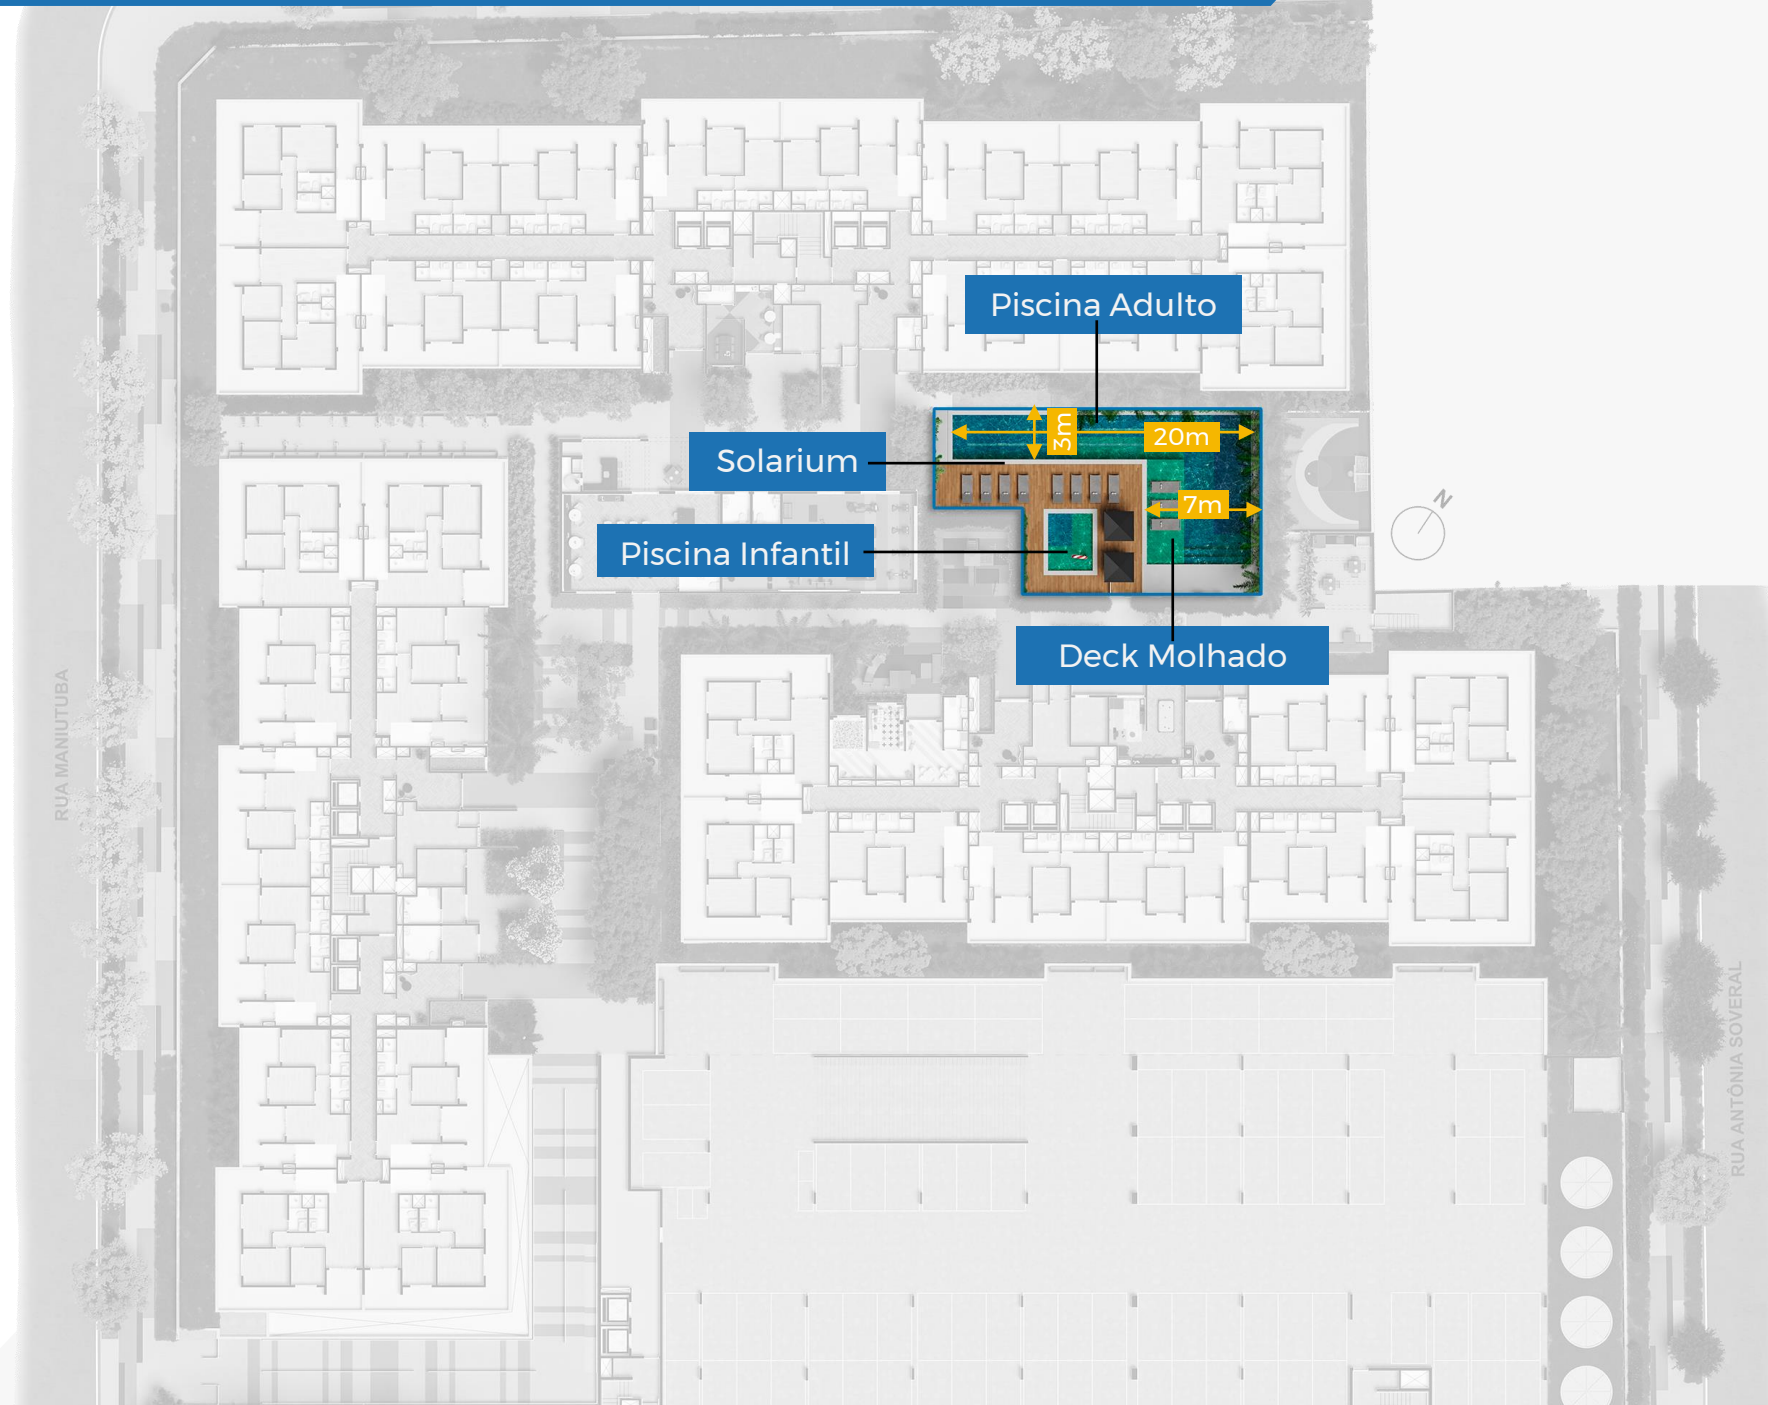 Piscina Adulto
3m
20m
Solarium
7m
N
Piscina Infantil
Deck Molhado
RUA MANIUTUBA
RUA ANTÔNIA SOVERAL